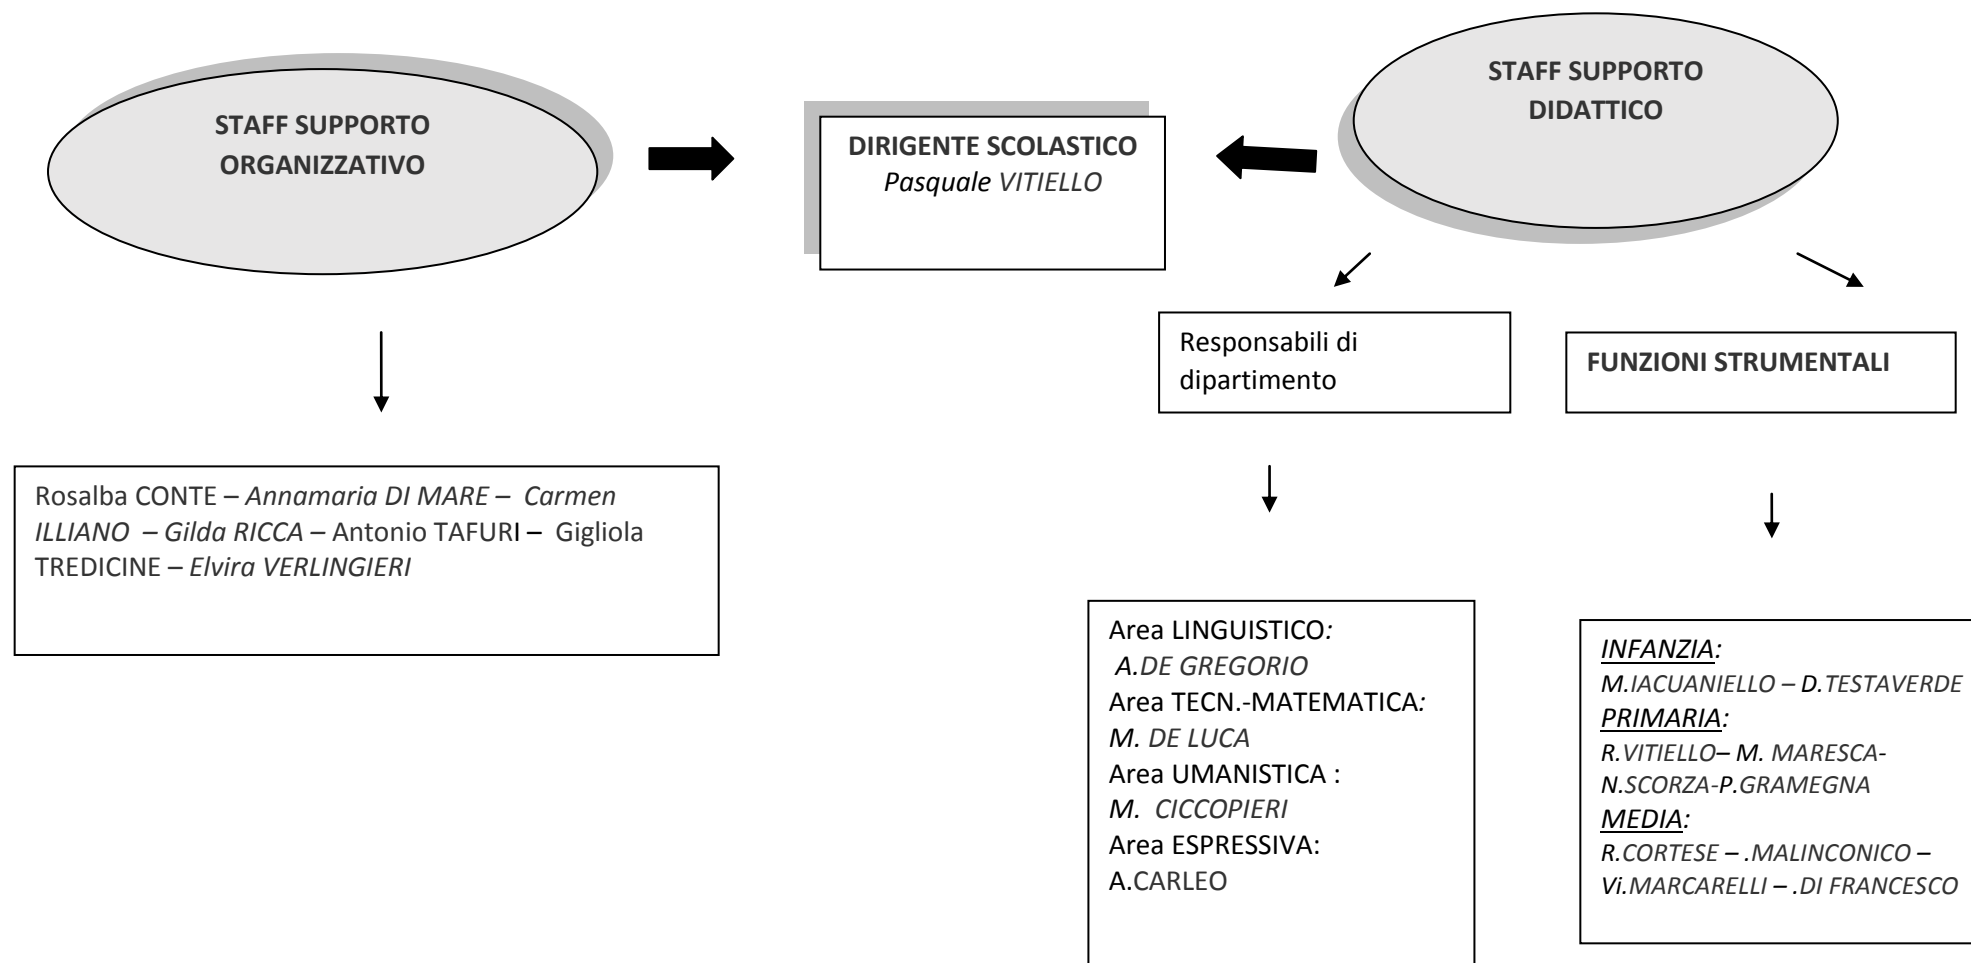 STAFF SUPPORTO
ORGANIZZATIVO
DIRIGENTE SCOLASTICO
Pasquale VITIELLO
STAFF SUPPORTO
DIDATTICO
Responsabili di
dipartimento
FUNZIONI STRUMENTALI
Rosalba CONTE – Annamaria DI MARE – Carmen
ILLIANO – Gilda RICCA – Antonio TAFURI – Gigliola
TREDICINE – Elvira VERLINGIERI
Area LINGUISTICO:
A.DE GREGORIO
Area TECN.-MATEMATICA:
M. DE LUCA
Area UMANISTICA :
M. CICCOPIERI
Area ESPRESSIVA:
A.CARLEO
INFANZIA:
M.IACUANIELLO – D.TESTAVERDE
PRIMARIA:
R.VITIELLO– M. MARESCA-
N.SCORZA-P.GRAMEGNA
MEDIA:
R.CORTESE – .MALINCONICO –
Vi.MARCARELLI – .DI FRANCESCO